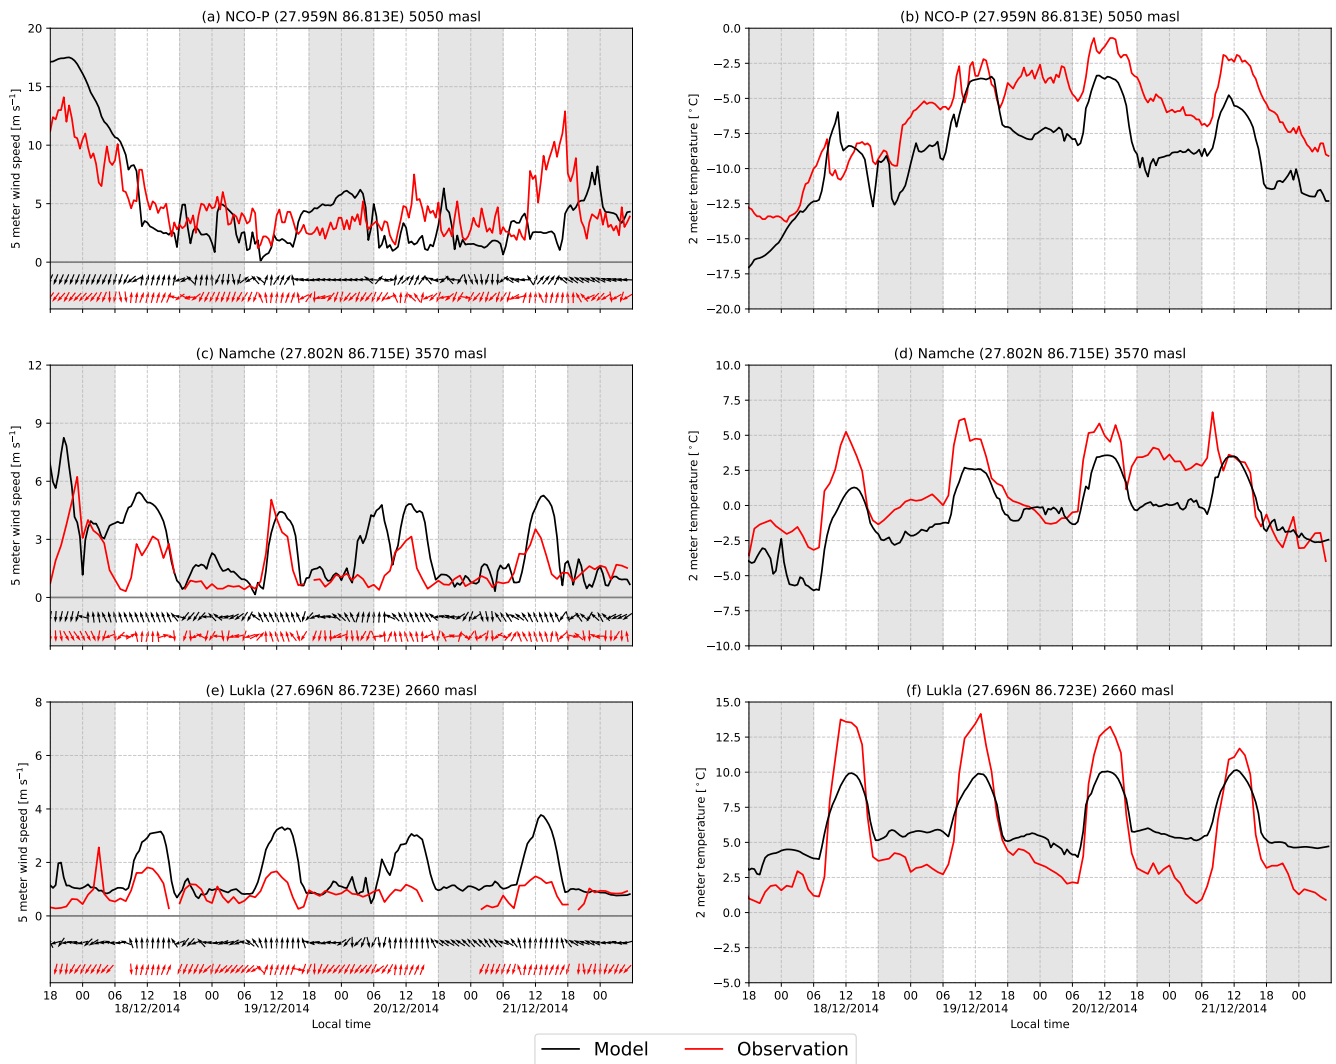 (a) NCO-P (27.959N 86.813E) 5050 masl
20
15
10
5
0
5 meter wind speed [m s⁻¹]
(b) NCO-P (27.959N 86.813E) 5050 masl
0.0
−2.5
−5.0
−7.5
−10.0
−12.5
−15.0
−17.5
−20.0
2 meter temperature [°C]
(c) Namche (27.802N 86.715E) 3570 masl
12
9
6
3
0
5 meter wind speed [m s⁻¹]
(d) Namche (27.802N 86.715E) 3570 masl
10.0
7.5
5.0
2.5
0.0
−2.5
−5.0
−7.5
−10.0
2 meter temperature [°C]
(e) Lukla (27.696N 86.723E) 2660 masl
8
6
4
2
0
5 meter wind speed [m s⁻¹]
18 00 06 12 18 00 06 12 18 00 06 12 18 00 06 12 18 00
18/12/2014 19/12/2014 20/12/2014 21/12/2014
Local time
(f) Lukla (27.696N 86.723E) 2660 masl
15.0
12.5
10.0
7.5
5.0
2.5
0.0
−2.5
−5.0
2 meter temperature [°C]
18 00 06 12 18 00 06 12 18 00 06 12 18 00 06 12 18 00
18/12/2014 19/12/2014 20/12/2014 21/12/2014
Local time
Model Observation